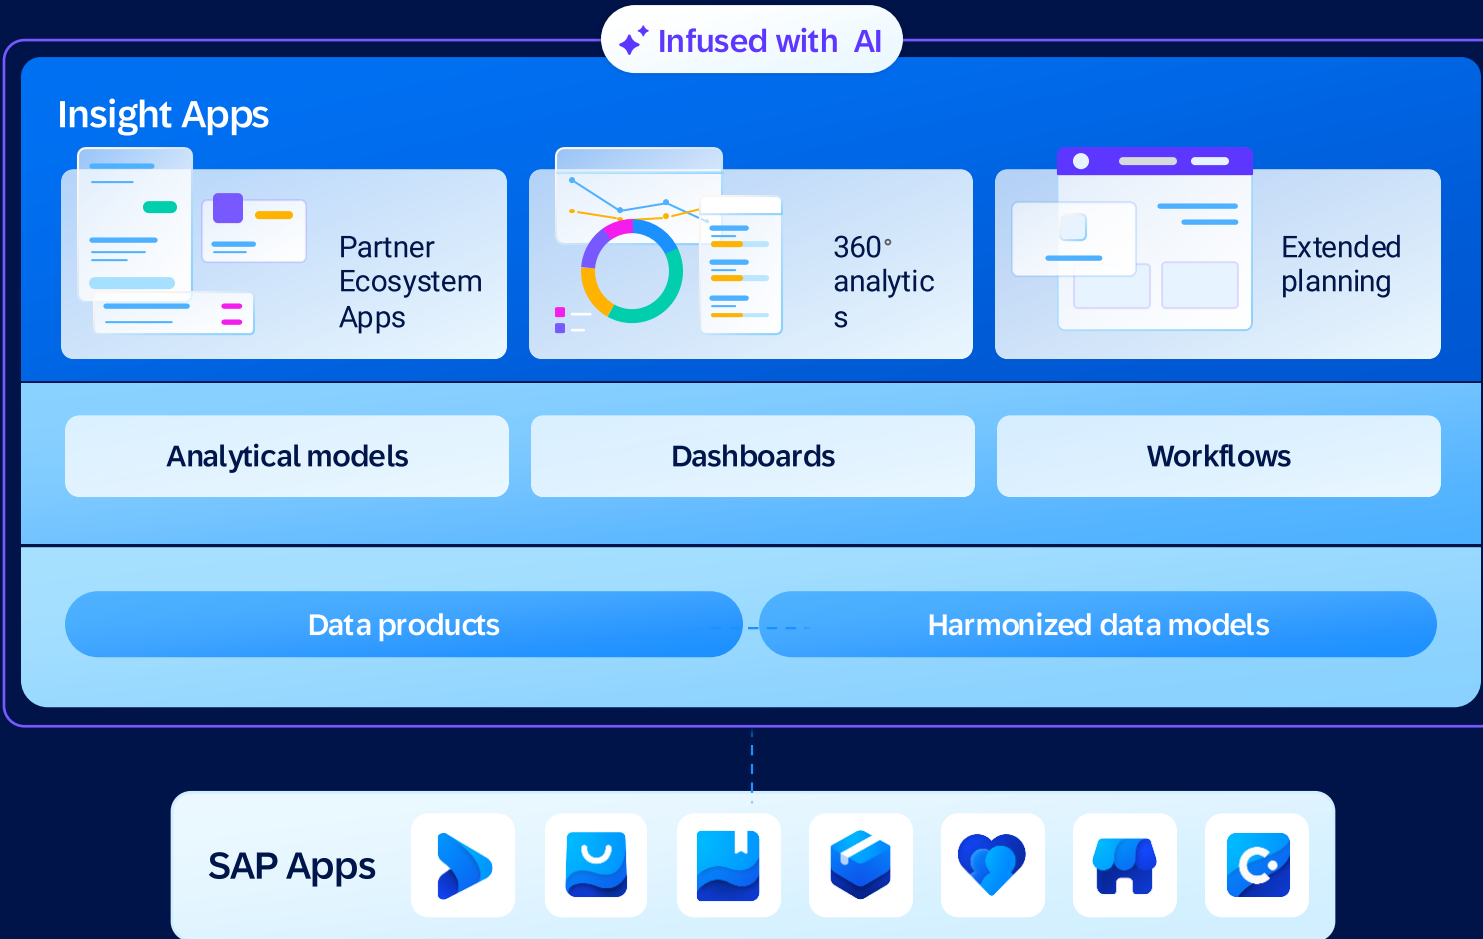 Infused with AI
Insight Apps
Partner
Ecosystem
Apps
360°
analytic
s
Extended
planning
Analytical models
Dashboards
Workflows
Data products
Harmonized data models
SAP Apps